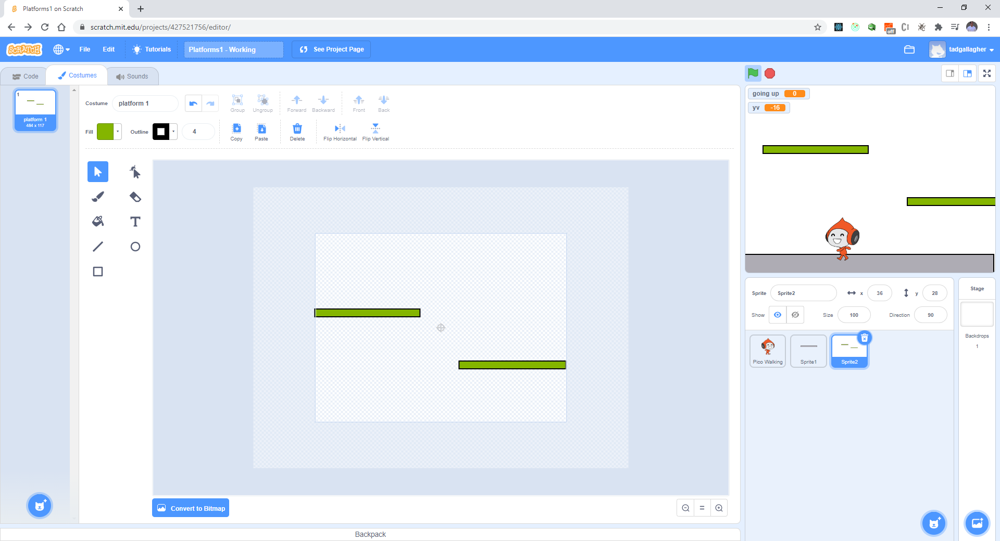 Platforms1 on Scratch
scratch.mit.edu/projects/427521756/editor/
off
SCRATCH
File
Edit
Tutorials
Platforms1 - Working
See Project Page
tadgallagher
Code
Costumes
Sounds
1
platform 1
484 x 117
Costume
platform 1
Group
Ungroup
Forward
Backward
Front
Back
Fill
Outline
4
Copy
Paste
Delete
Flip Horizontal
Flip Vertical
Convert to Bitmap
Backpack
going up 0
yv -16
Sprite
Sprite2
x
36
y
28
Show
Size
100
Direction
90
Pico Walking
Sprite1
Sprite2
Stage
Backdrops
1